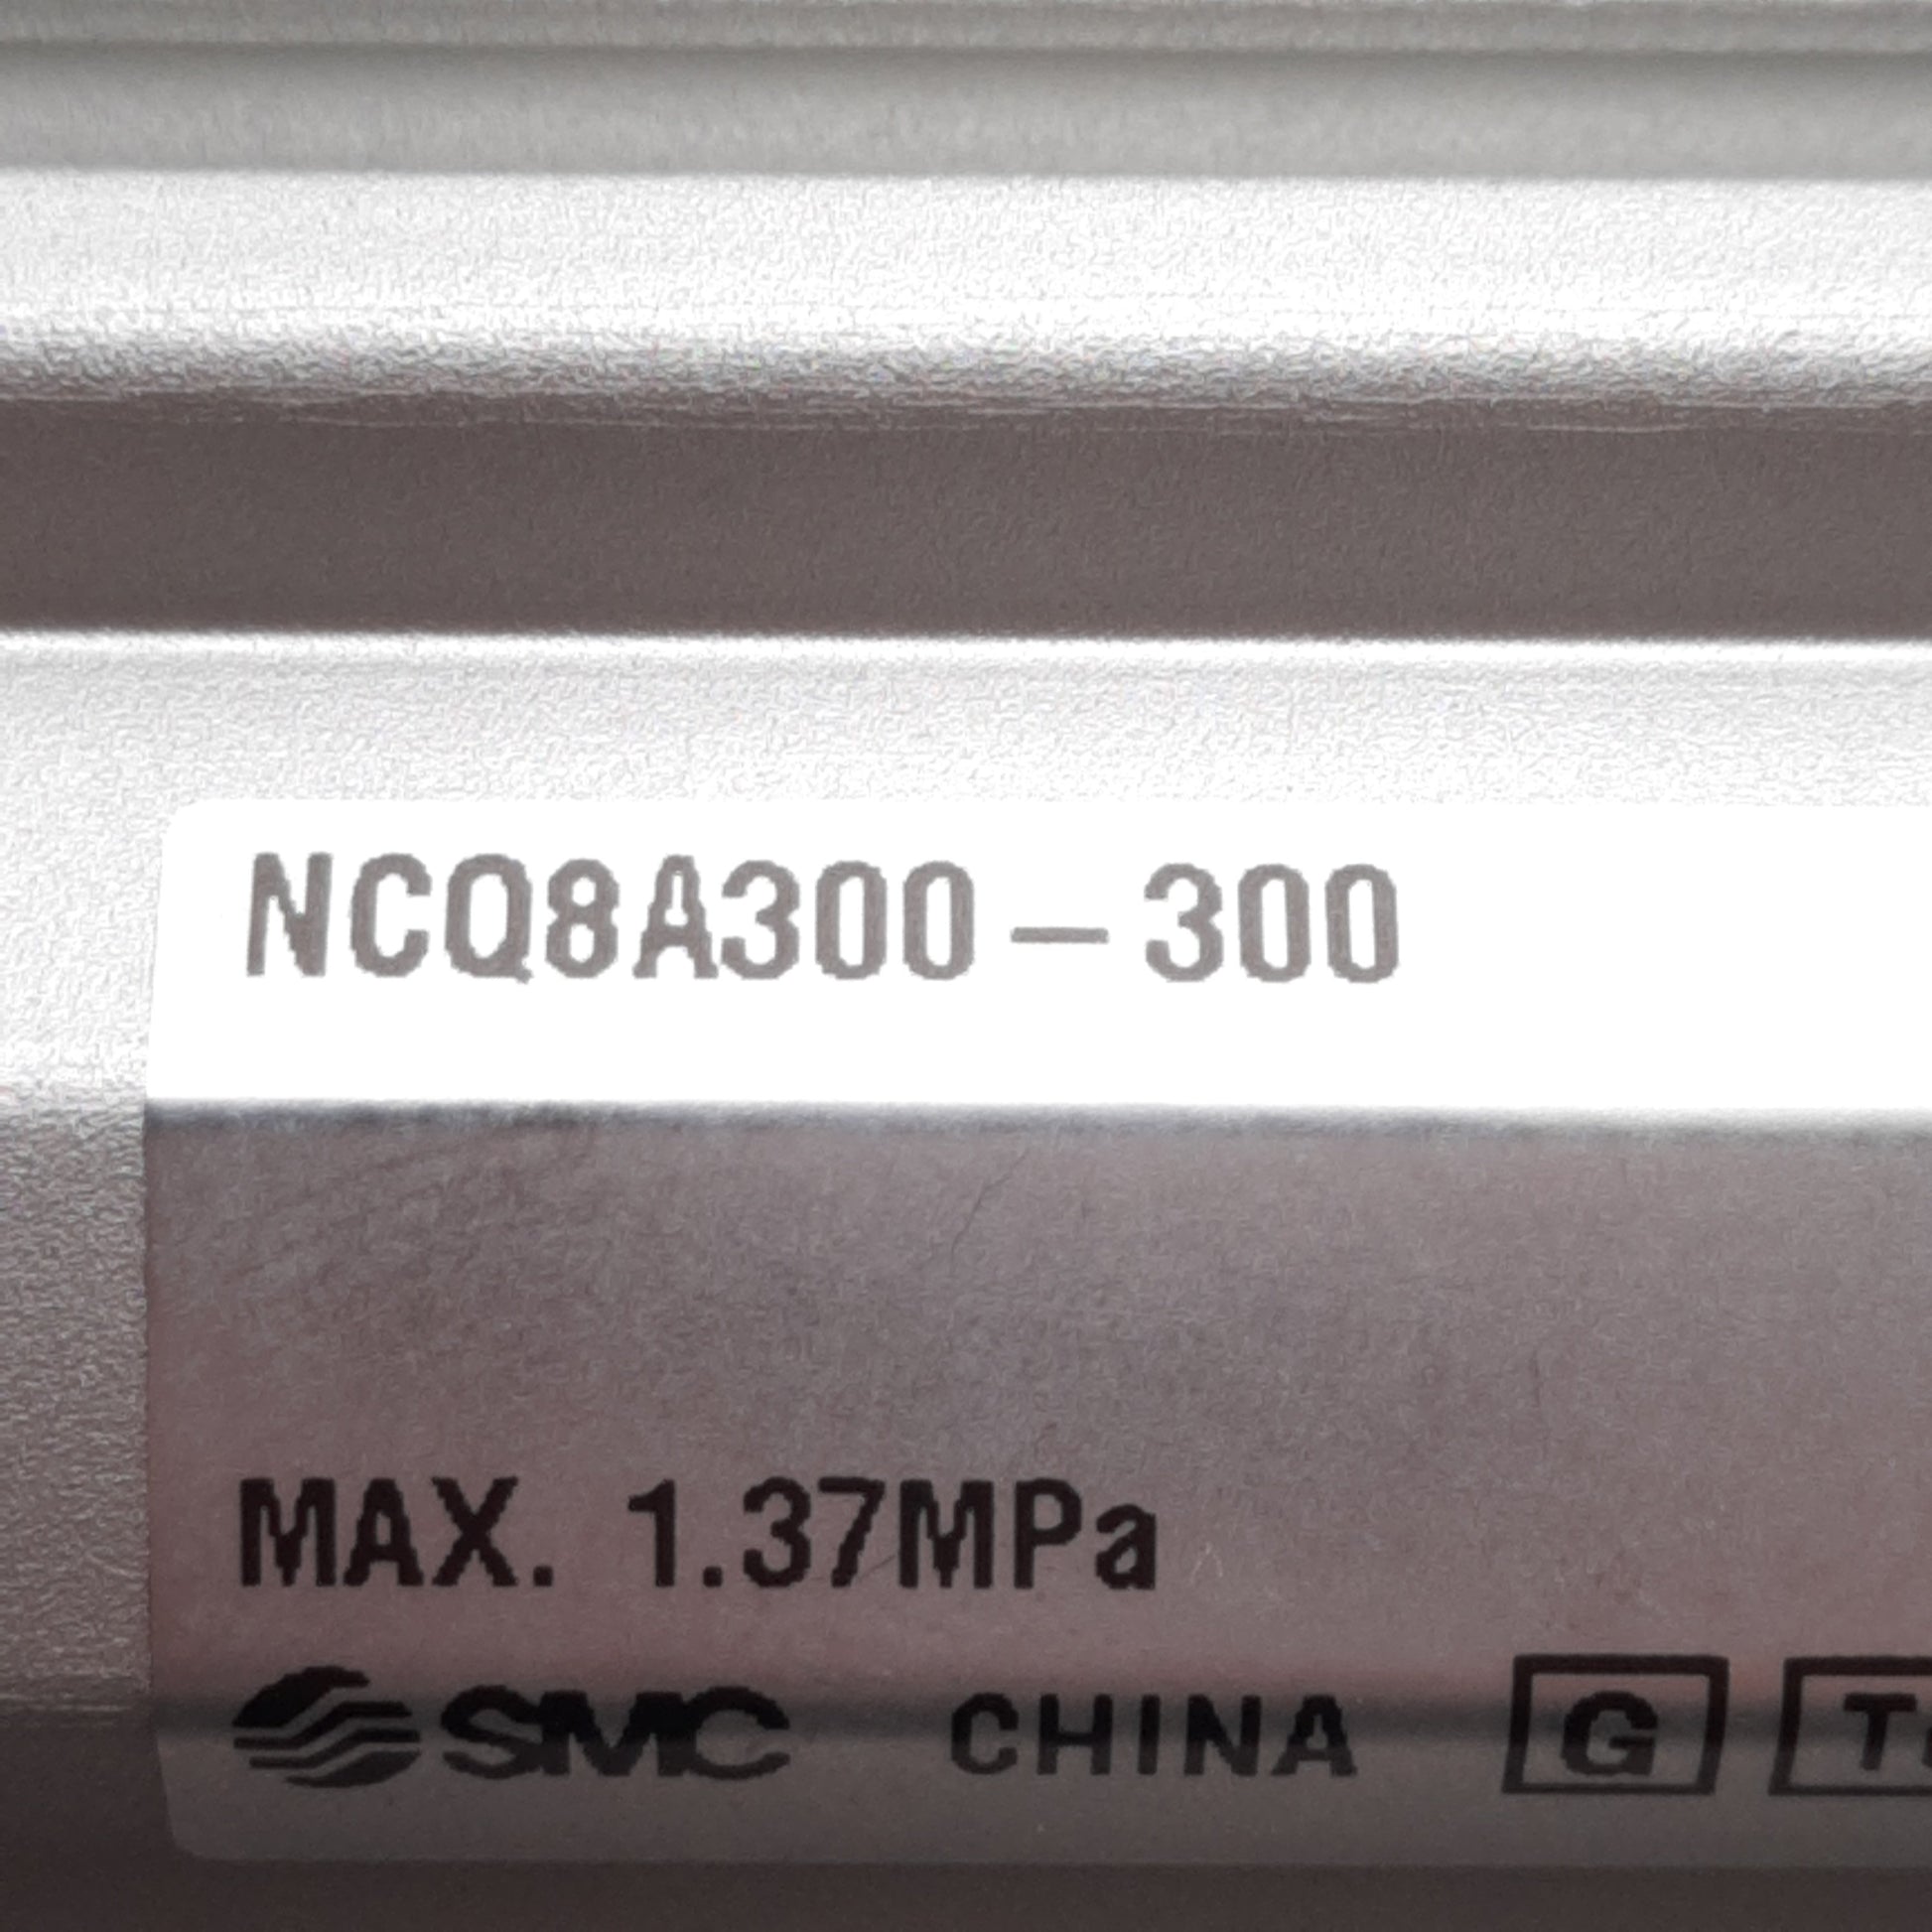 NCQ8A300-300
MAX. 1.37MPa
SMC CHINA G